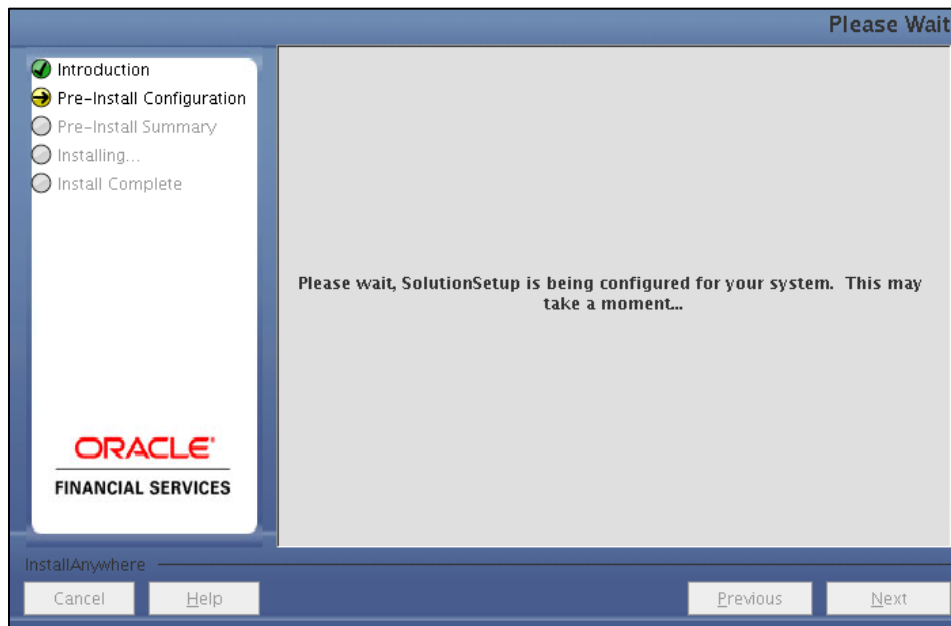 Please Wait
Introduction
Pre-Install Configuration
Pre-Install Summary
Installing...
Install Complete
Please wait, SolutionSetup is being configured for your system. This may
take a moment...
ORACLE
FINANCIAL SERVICES
InstallAnywhere
Cancel
Help
Previous
Next